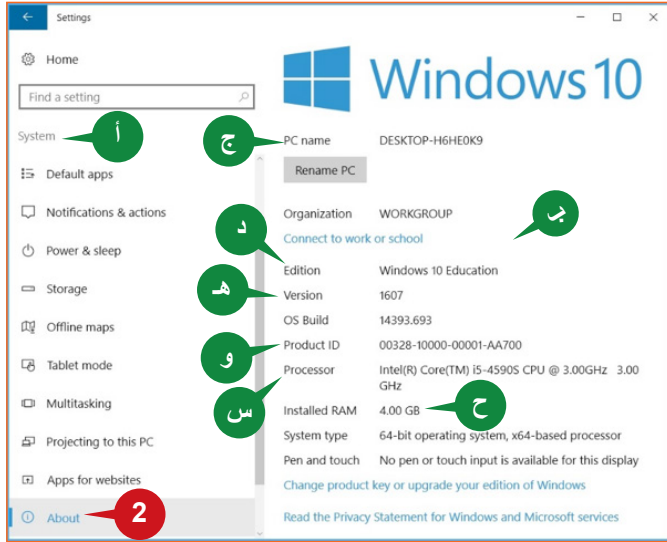 Settings
Home
Find a setting
System
أ
Default apps
Notifications & actions
Power & sleep
Storage
Offline maps
Tablet mode
Multitasking
Projecting to this PC
Apps for websites
About
2
Windows 10
ج
PC name DESKTOP-H6HE0K9
Rename PC
Organization WORKGROUP
ب
Connect to work or school
د
Edition Windows 10 Education
هـ
Version 1607
OS Build 14393.693
و
Product ID 00328-10000-00001-AA700
س
Processor Intel(R) Core(TM) i5-4590S CPU @ 3.00GHz 3.00
GHz
Installed RAM 4.00 GB
ح
System type 64-bit operating system, x64-based processor
Pen and touch No pen or touch input is available for this display
Change product key or upgrade your edition of Windows
Read the Privacy Statement for Windows and Microsoft services